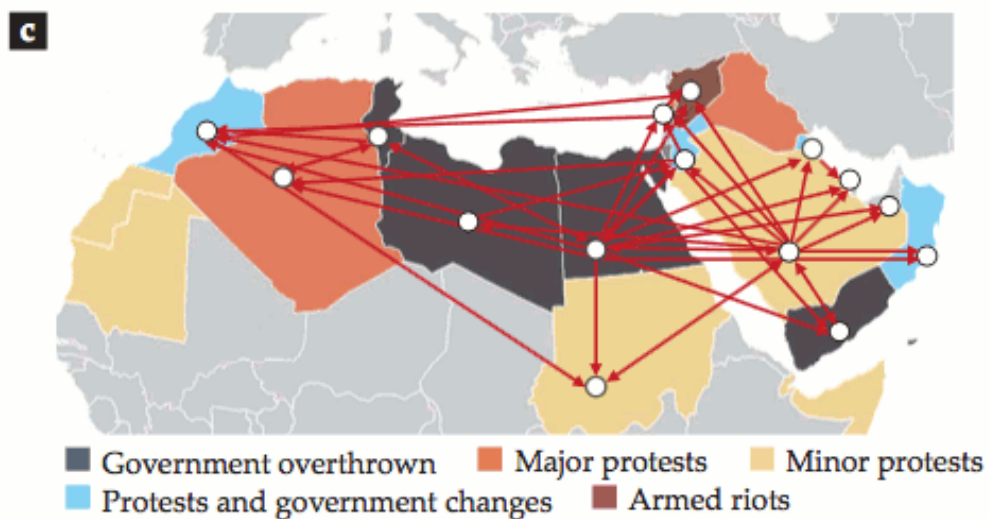 c
Government overthrown Major protests Minor protests
Protests and government changes Armed riots